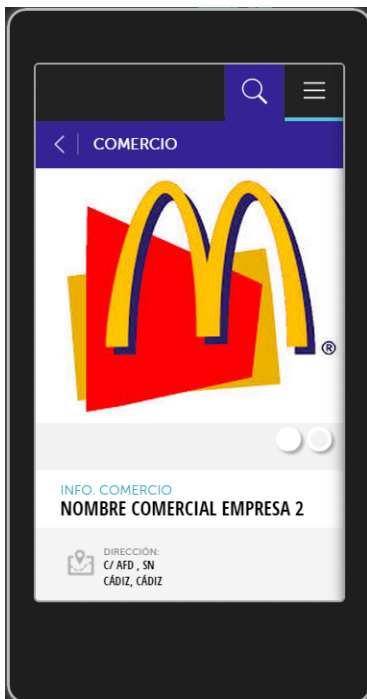 COMERCIO
®
INFO. COMERCIO
NOMBRE COMERCIAL EMPRESA 2
DIRECCIÓN:
C/ AFD , SN
CÁDIZ, CÁDIZ